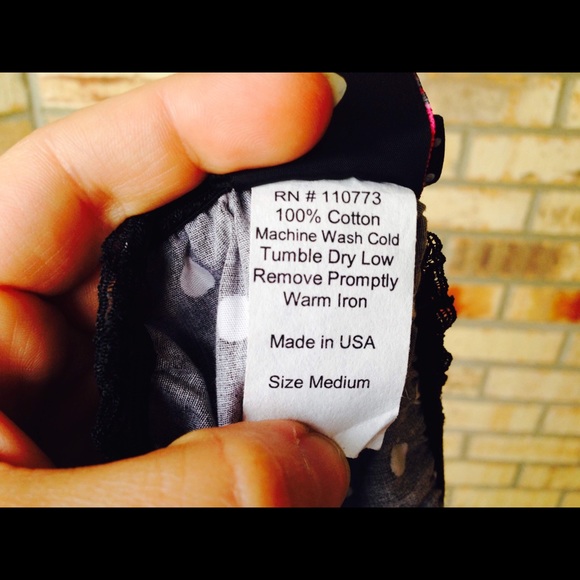 RN # 110773
100% Cotton
Machine Wash Cold
Tumble Dry Low
Remove Promptly
Warm Iron
Made in USA
Size Medium